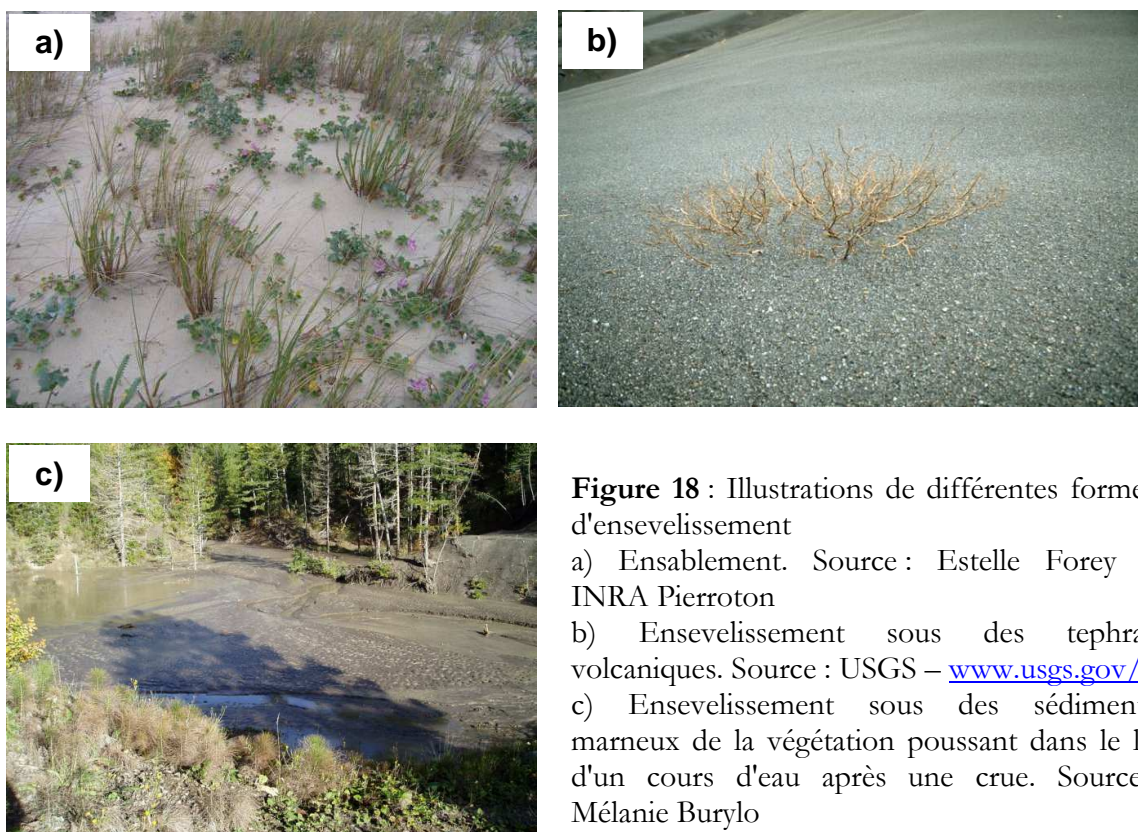 a)
b)
c)
Figure 18 : Illustrations de différentes forme
d'ensevelissement
a) Ensablement. Source : Estelle Forey
INRA Pierroton
b) Ensevelissement sous des tephra
volcaniques. Source : USGS – www.usgs.gov/
c) Ensevelissement sous des sédiment
marneux de la végétation poussant dans le l
d'un cours d'eau après une crue. Source
Mélanie Burylo